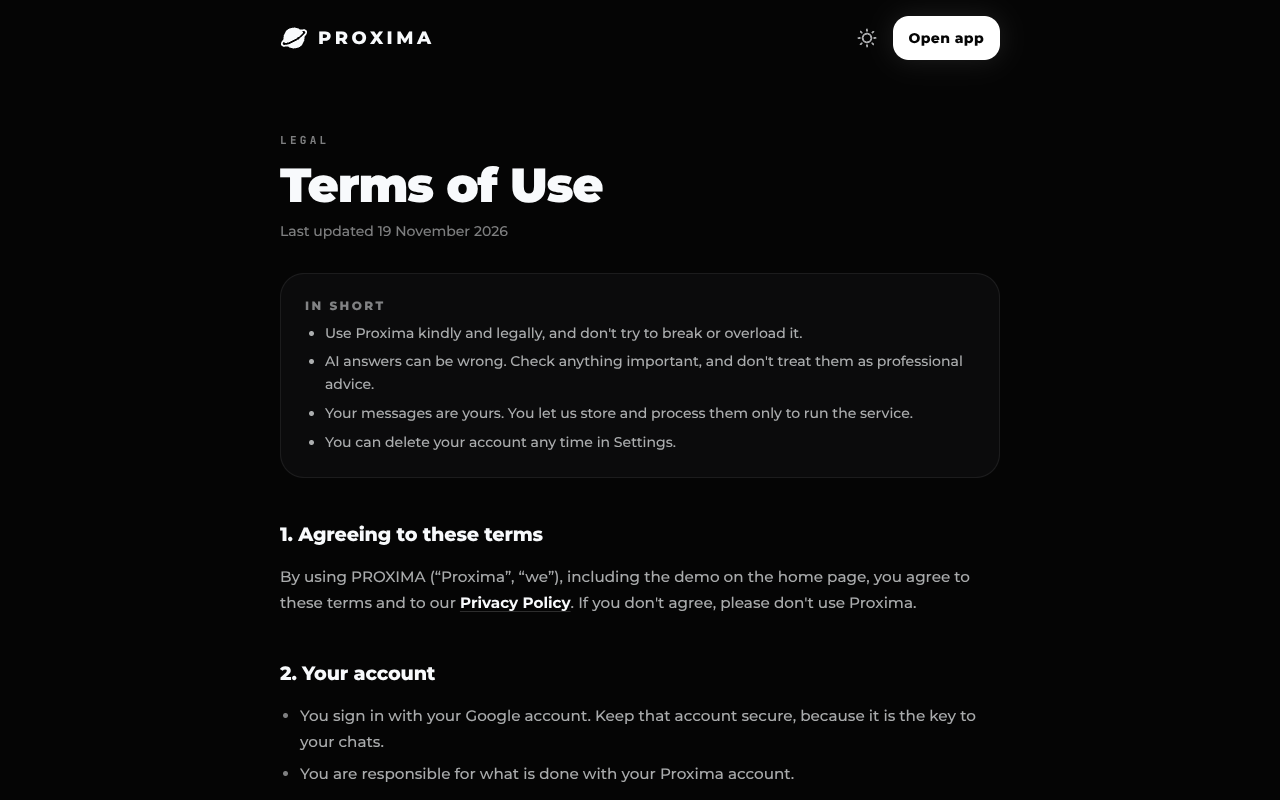 PROXIMA
Open app
LEGAL
Terms of Use
Last updated 19 November 2026
IN SHORT
Use Proxima kindly and legally, and don't try to break or overload it.
AI answers can be wrong. Check anything important, and don't treat them as professional
advice.
Your messages are yours. You let us store and process them only to run the service.
You can delete your account any time in Settings.
1. Agreeing to these terms
By using PROXIMA (“Proxima”, “we”), including the demo on the home page, you agree to
these terms and to our Privacy Policy. If you don't agree, please don't use Proxima.
2. Your account
You sign in with your Google account. Keep that account secure, because it is the key to
your chats.
You are responsible for what is done with your Proxima account.